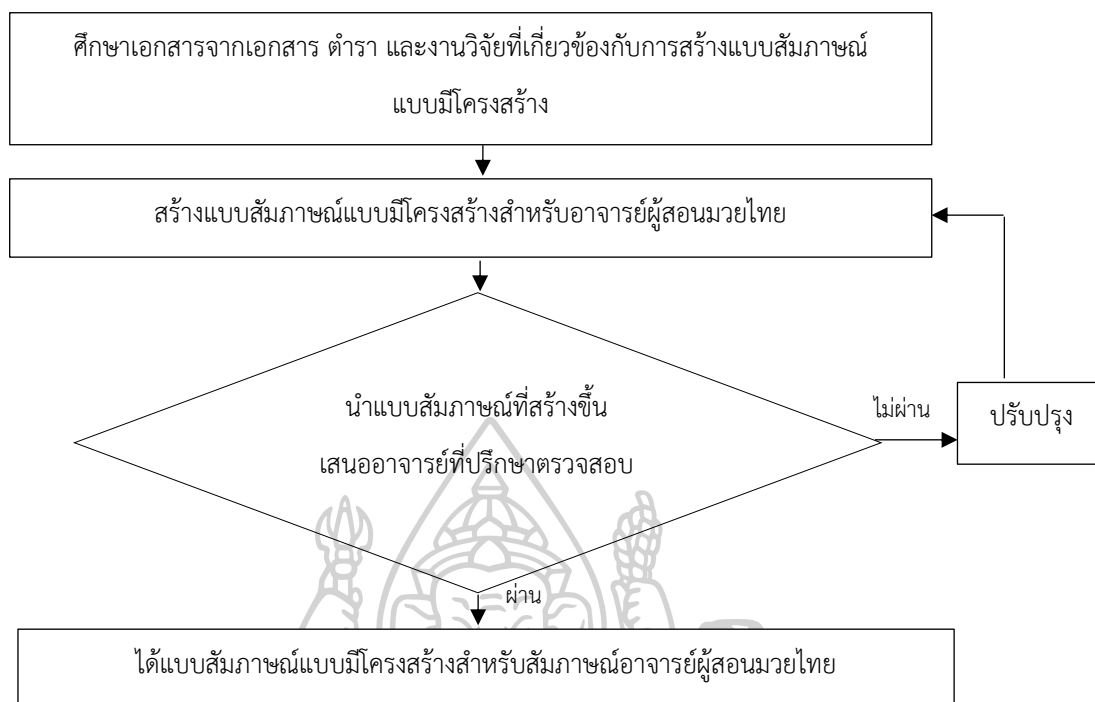 ศึกษาเอกสารจากเอกสาร ตำรา และงานวิจัยที่เกี่ยวข้องกับการสร้างแบบสัมภาษณ์
แบบมีโครงสร้าง
สร้างแบบสัมภาษณ์แบบมีโครงสร้างสำหรับอาจารย์ผู้สอนมวยไทย
นำแบบสัมภาษณ์ที่สร้างขึ้น
เสนออาจารย์ที่ปรึกษาตรวจสอบ
ไม่ผ่าน
ปรับปรุง
ผ่าน
ได้แบบสัมภาษณ์แบบมีโครงสร้างสำหรับสัมภาษณ์อาจารย์ผู้สอนมวยไทย